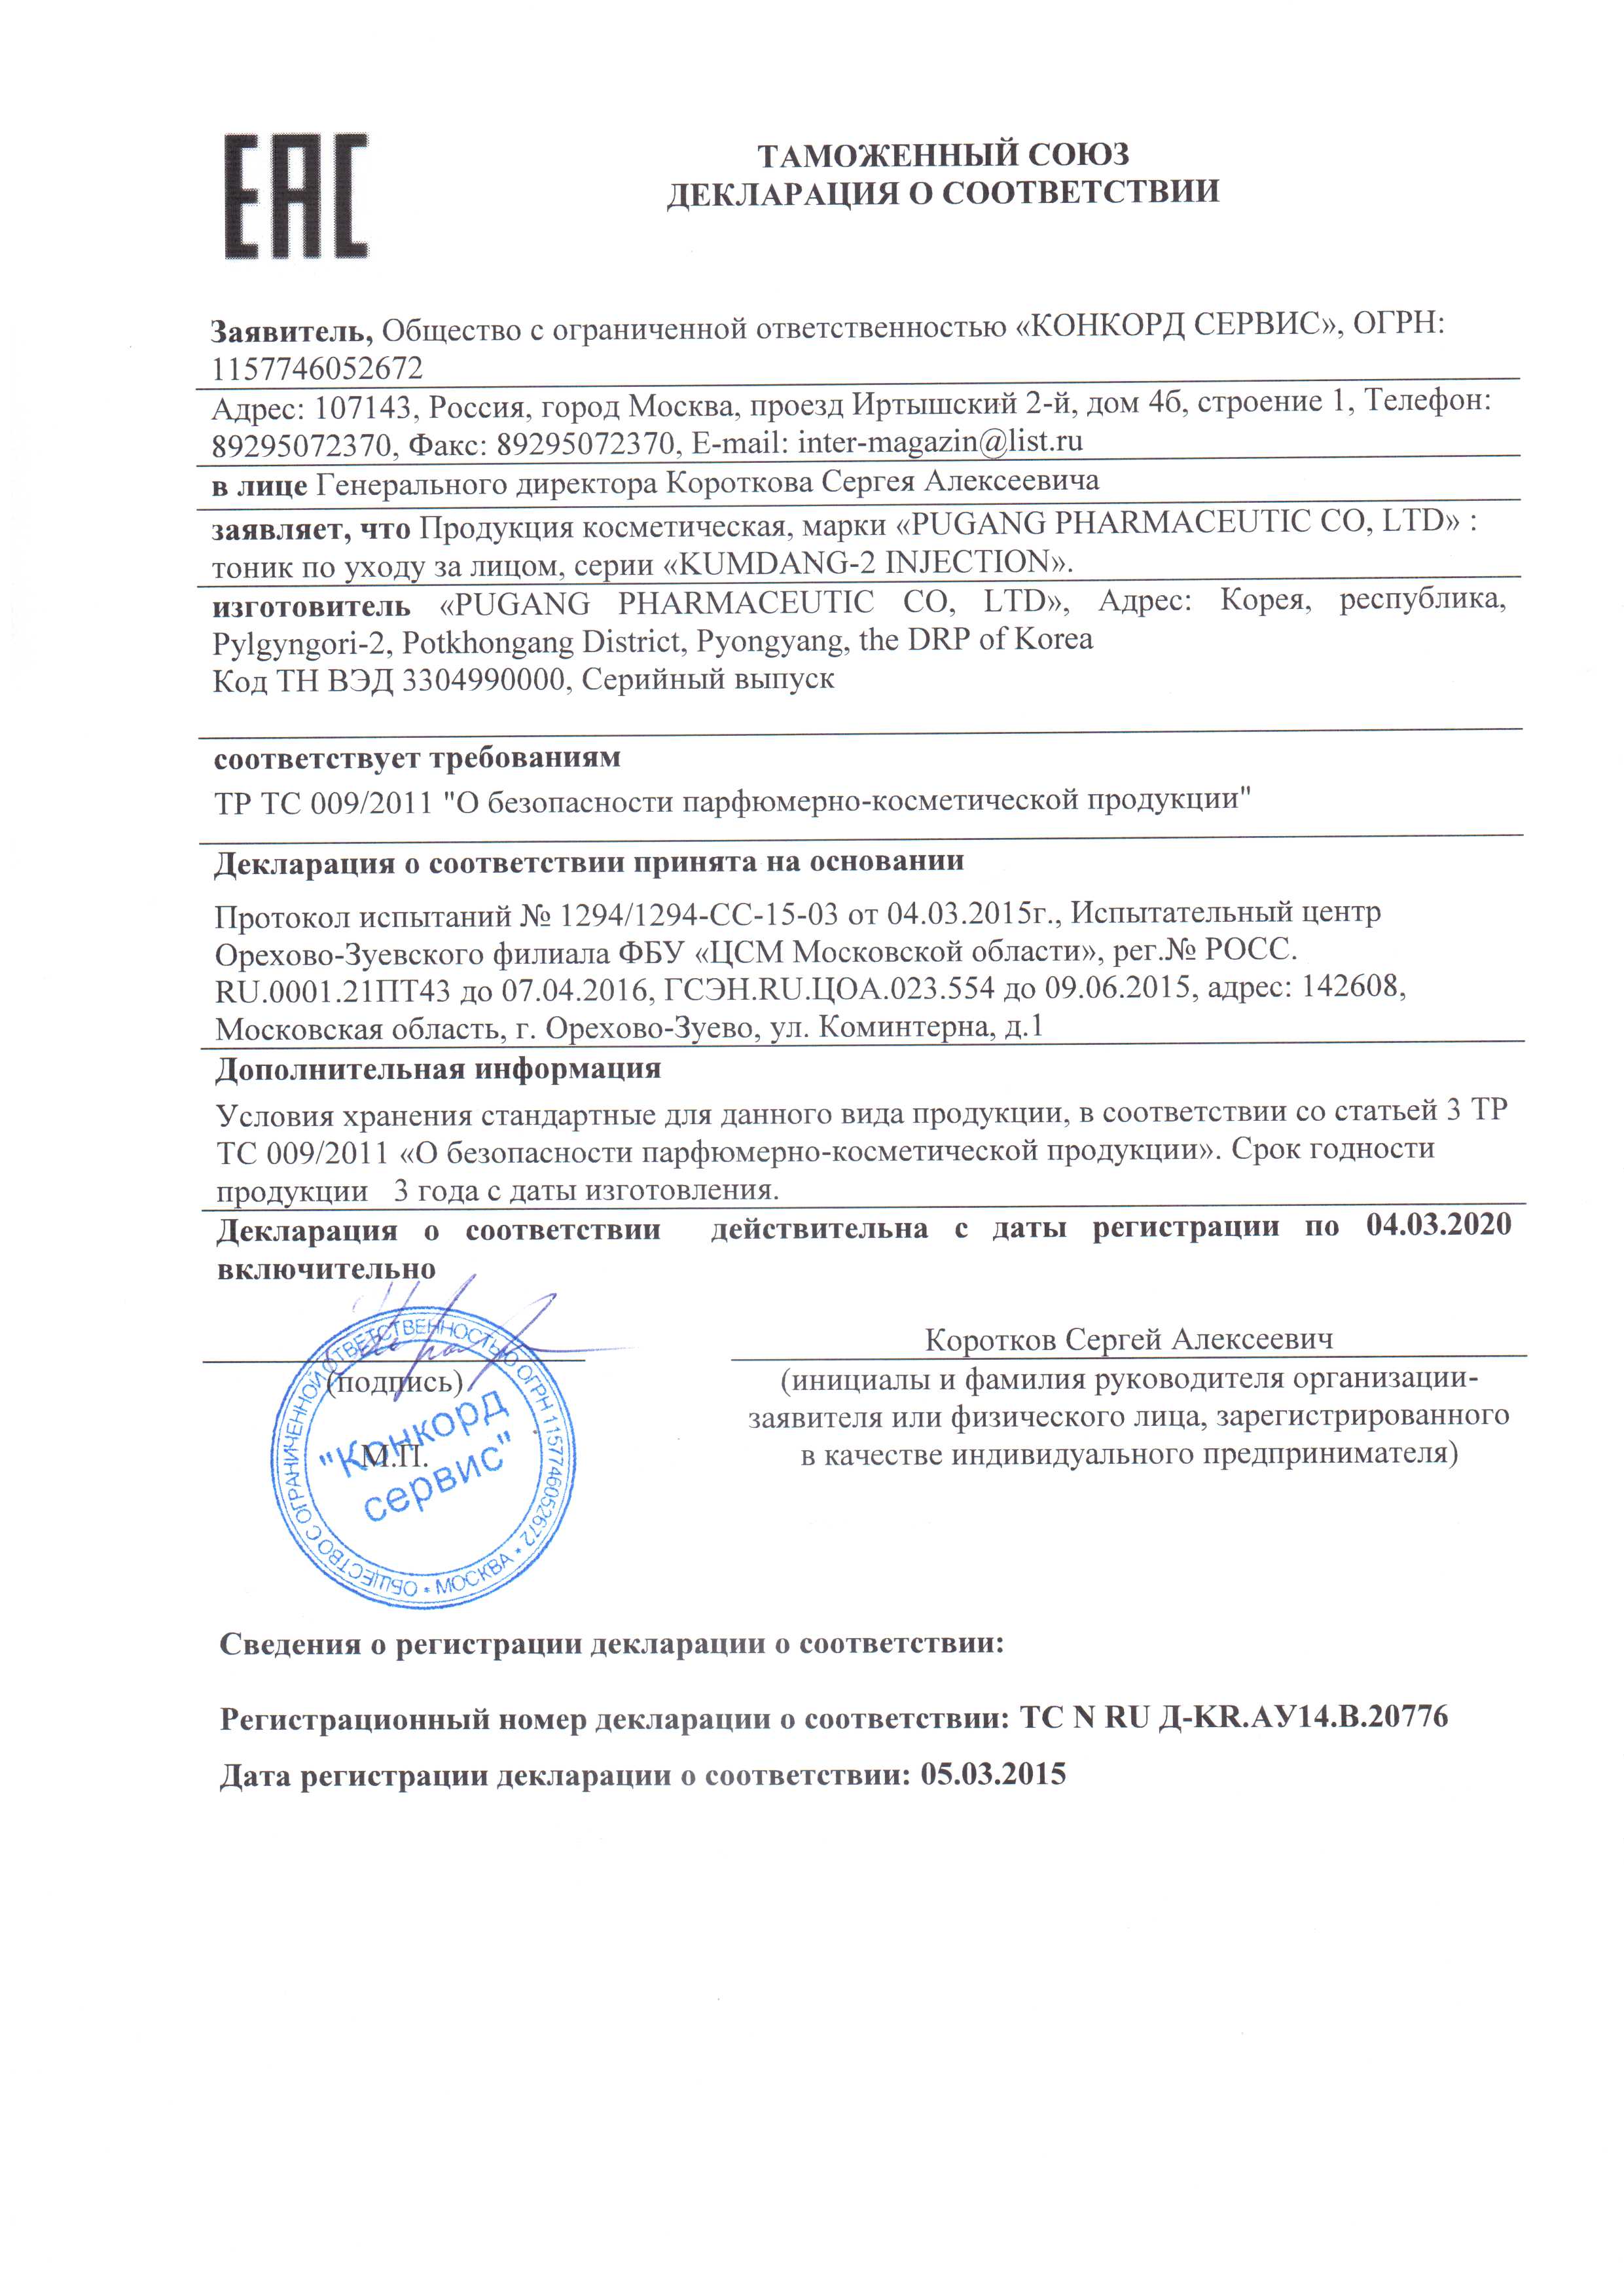 ЕАС
ТАМОЖЕННЫЙ СОЮЗ
ДЕКЛАРАЦИЯ О СООТВЕТСТВИИ
Заявитель, Общество с ограниченной ответственностью «КОНКОРД СЕРВИС», ОГРН:
1157746052672
Адрес: 107143, Россия, город Москва, проезд Иртышский 2-й, дом 4б, строение 1, Телефон:
89295072370, Факс: 89295072370, E-mail: inter-magazin@list.ru
в лице Генерального директора Короткова Сергея Алексеевича
заявляет, что Продукция косметическая, марки «PUGANG PHARMACEUTIC CO, LTD» :
тоник по уходу за лицом, серии «KUMDANG-2 INJECTION».
изготовитель «PUGANG PHARMACEUTIC CO, LTD», Адрес: Корея, республика,
Pylgyngori-2, Potkhongang District, Pyongyang, the DRP of Korea
Код ТН ВЭД 3304990000, Серийный выпуск
соответствует требованиям
ТР ТС 009/2011 "О безопасности парфюмерно-косметической продукции"
Декларация о соответствии принята на основании
Протокол испытаний № 1294/1294-СС-15-03 от 04.03.2015г., Испытательный центр
Орехово-Зуевского филиала ФБУ «ЦСМ Московской области», рег.№ РОСС.
RU.0001.21ПТ43 до 07.04.2016, ГСЭН.RU.ЦОА.023.554 до 09.06.2015, адрес: 142608,
Московская область, г. Орехово-Зуево, ул. Коминтерна, д.1
Дополнительная информация
Условия хранения стандартные для данного вида продукции, в соответствии со статьей 3 ТР
ТС 009/2011 «О безопасности парфюмерно-косметической продукции». Срок годности
продукции 3 года с даты изготовления.
Декларация о соответствии действительна с даты регистрации по 04.03.2020
включительно
Коротков Сергей Алексеевич
(подпись)
(инициалы и фамилия руководителя организации-
заявителя или физического лица, зарегистрированного
в качестве индивидуального предпринимателя)
М.П.
"Конкорд
сервис"
ОБЩЕСТВО С ОГРАНИЧЕННОЙ ОТВЕТСТВЕННОСТЬЮ ОГРН 1157746052672 * МОСКВА *
Сведения о регистрации декларации о соответствии:
Регистрационный номер декларации о соответствии: ТС N RU Д-KR.АУ14.В.20776
Дата регистрации декларации о соответствии: 05.03.2015